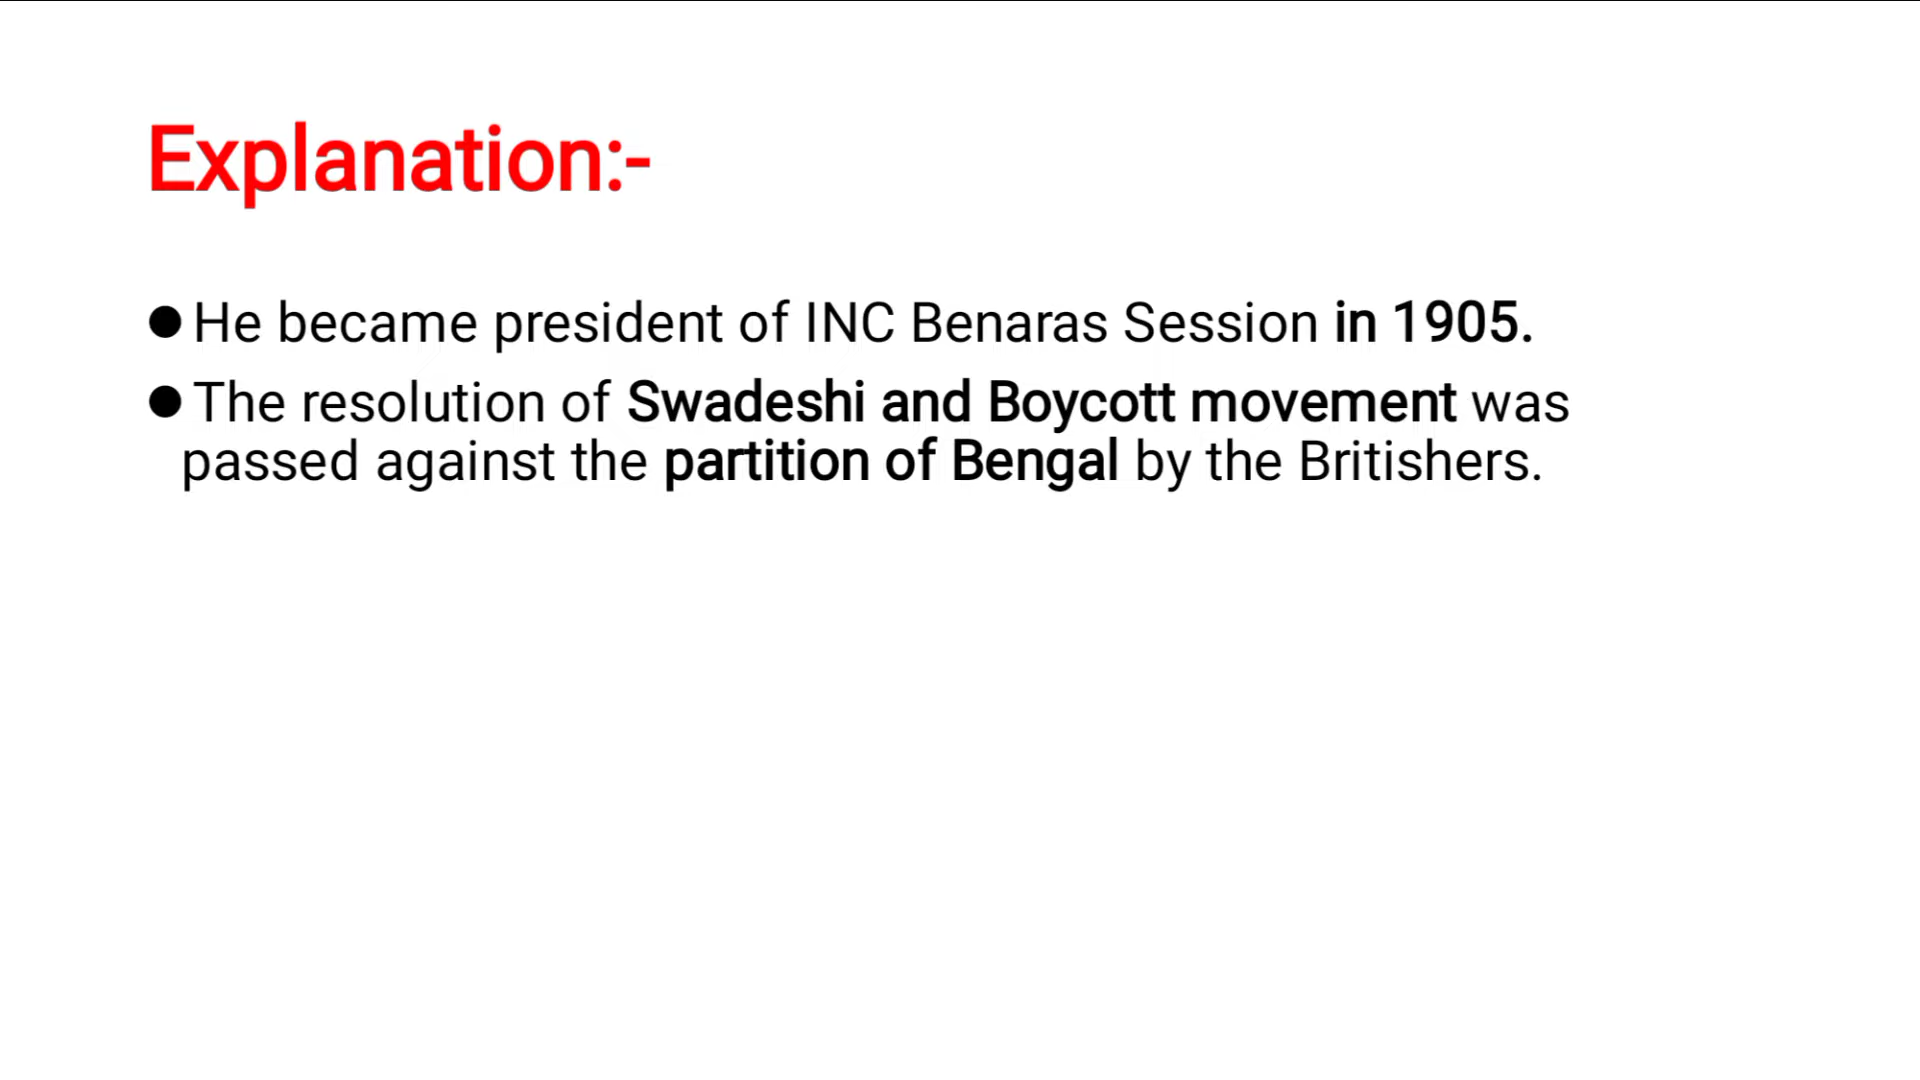 Explanation:-
● He became president of INC Benaras Session in 1905.
● The resolution of Swadeshi and Boycott movement was
passed against the partition of Bengal by the Britishers.